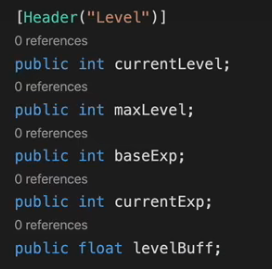 [Header("Level")]
0 references
public int currentLevel;
0 references
public int maxLevel;
0 references
public int baseExp;
0 references
public int currentExp;
0 references
public float levelBuff;